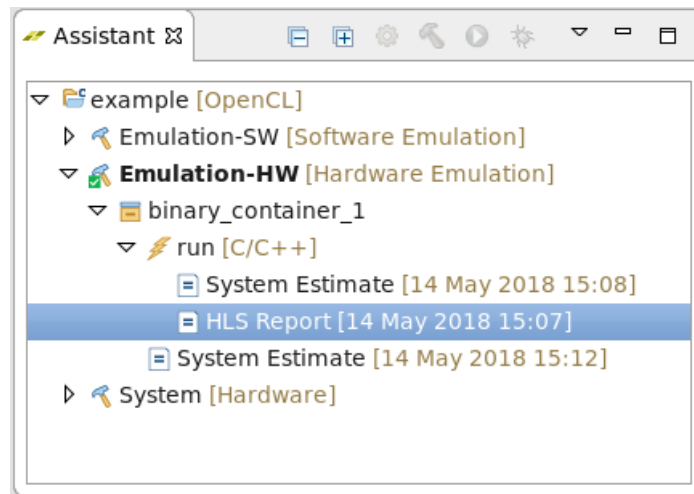 Assistant
example [OpenCL]
Emulation-SW [Software Emulation]
Emulation-HW [Hardware Emulation]
binary_container_1
run [C/C++]
System Estimate [14 May 2018 15:08]
HLS Report [14 May 2018 15:07]
System Estimate [14 May 2018 15:12]
System [Hardware]